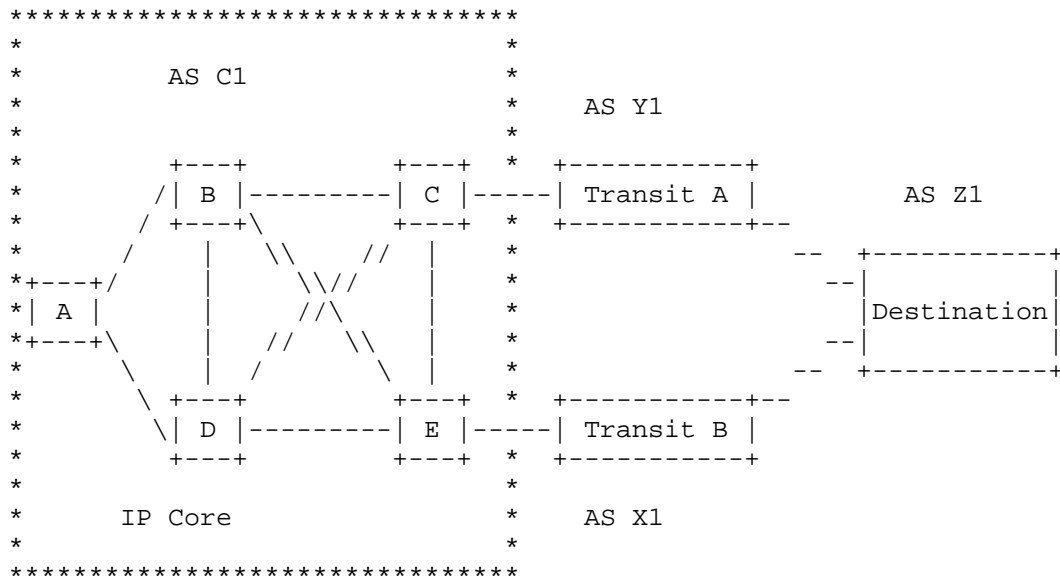 AS C1
AS Y1
B C Transit A AS Z1
A Destination
D E Transit B
IP Core AS X1